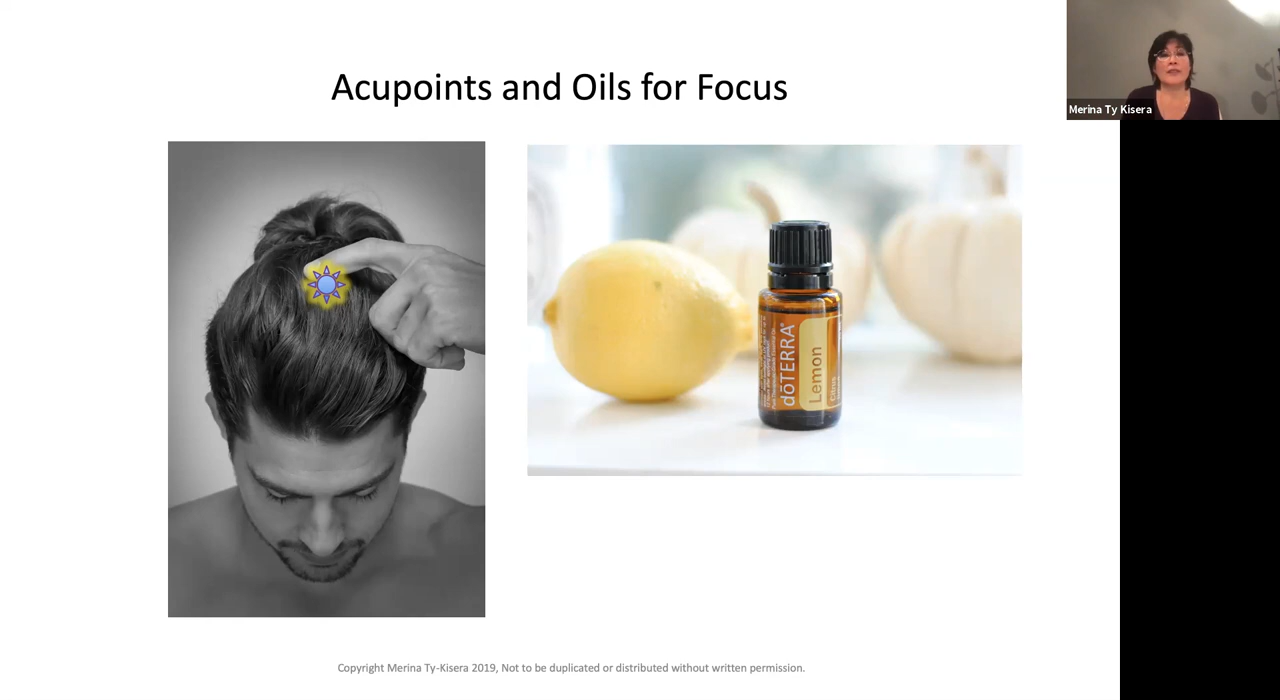 Acupoints and Oils for Focus
Merina Ty Kisera
dōTERRA®
Lemon
Citrus
Copyright Merina Ty-Kisera 2019, Not to be duplicated or distributed without written permission.